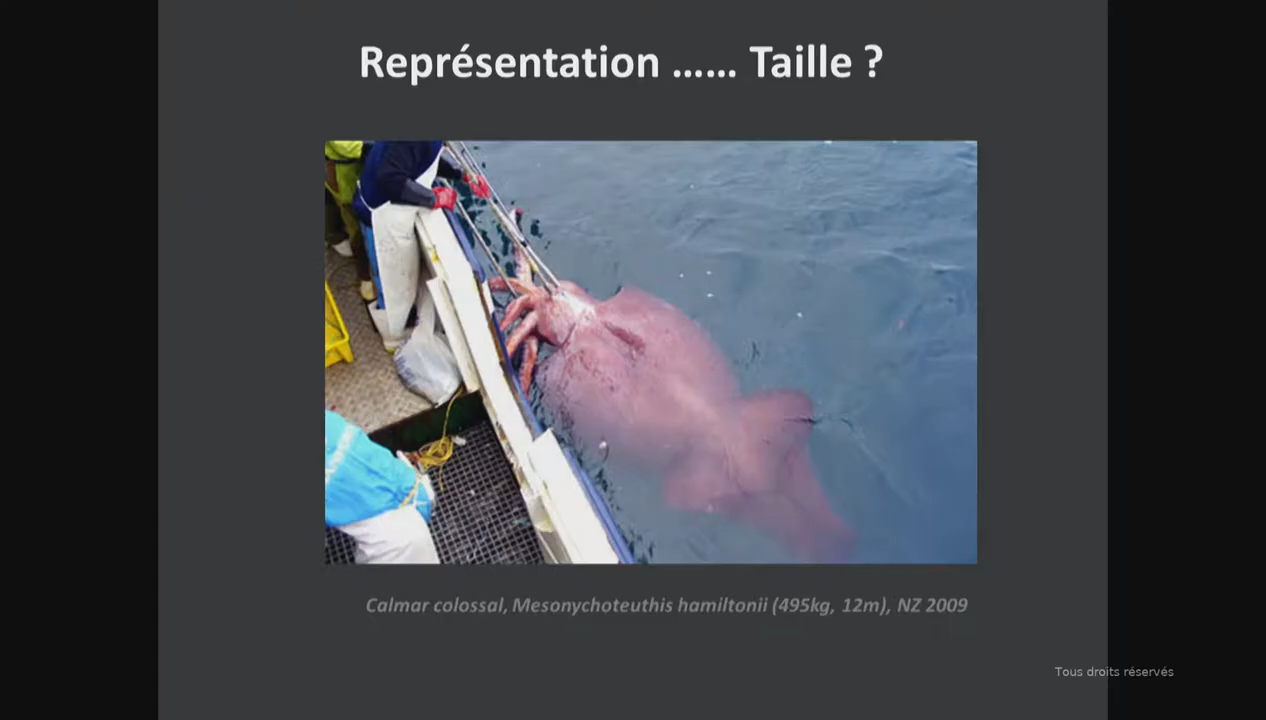 Représentation ...... Taille ?
Calmar colossal, Mesonychoteuthis hamiltonii (495kg, 12m), NZ 2009
Tous droits réservés